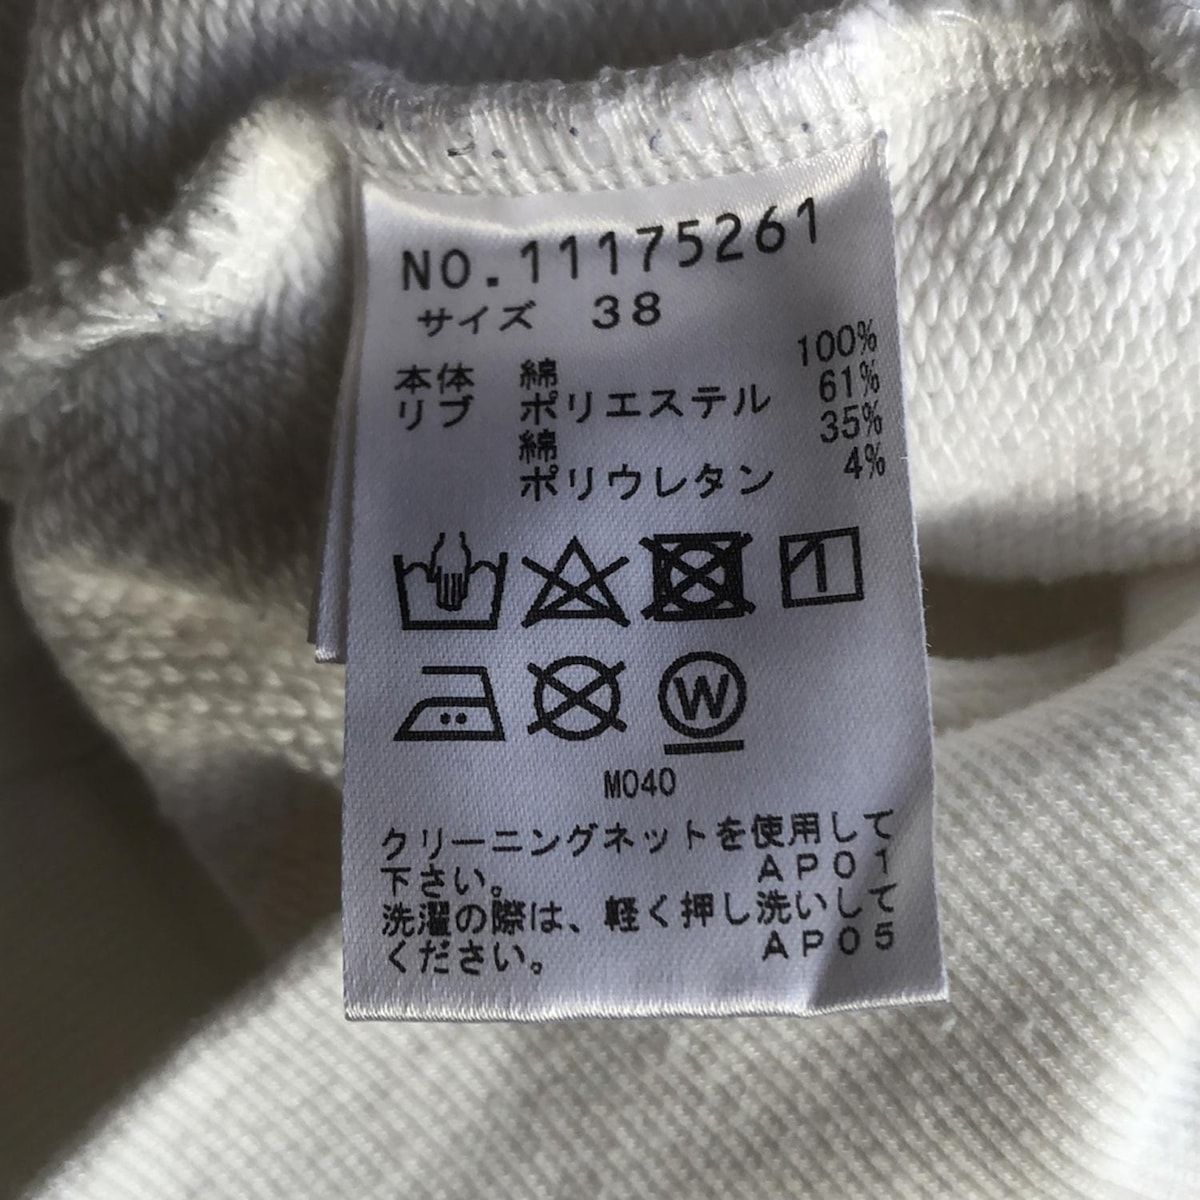 NO.11175261
サイズ 38
本体 綿 100%
リブ ポリエステル 61%
綿 35%
ポリウレタン 4%
W
M040
クリーニングネットを使用して
下さい。 AP01
洗濯の際は、軽く押し洗いして
ください。 AP05